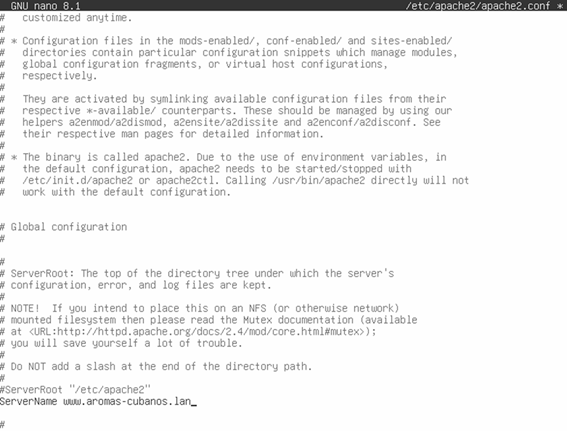 GNU nano 8.1 /etc/apache2/apache2.conf *
#   customized anytime.
#
# * Configuration files in the mods-enabled/, conf-enabled/ and sites-enabled/
#   directories contain particular configuration snippets which manage modules,
#   global configuration fragments, or virtual host configurations,
#   respectively.
#
#   They are activated by symlinking available configuration files from their
#   respective *-available/ counterparts. These should be managed by using our
#   helpers a2enmod/a2dismod, a2ensite/a2dissite and a2enconf/a2disconf. See
#   their respective man pages for detailed information.
#
# * The binary is called apache2. Due to the use of environment variables, in
#   the default configuration, apache2 needs to be started/stopped with
#   /etc/init.d/apache2 or apache2ctl. Calling /usr/bin/apache2 directly will not
#   work with the default configuration.
# Global configuration
#
#
# ServerRoot: The top of the directory tree under which the server's
# configuration, error, and log files are kept.
#
# NOTE!  If you intend to place this on an NFS (or otherwise network)
# mounted filesystem then please read the Mutex documentation (available
# at <URL:http://httpd.apache.org/docs/2.4/mod/core.html#mutex>);
# you will save yourself a lot of trouble.
#
# Do NOT add a slash at the end of the directory path.
#
#ServerRoot "/etc/apache2"
ServerName www.aromas-cubanos.lan_
#